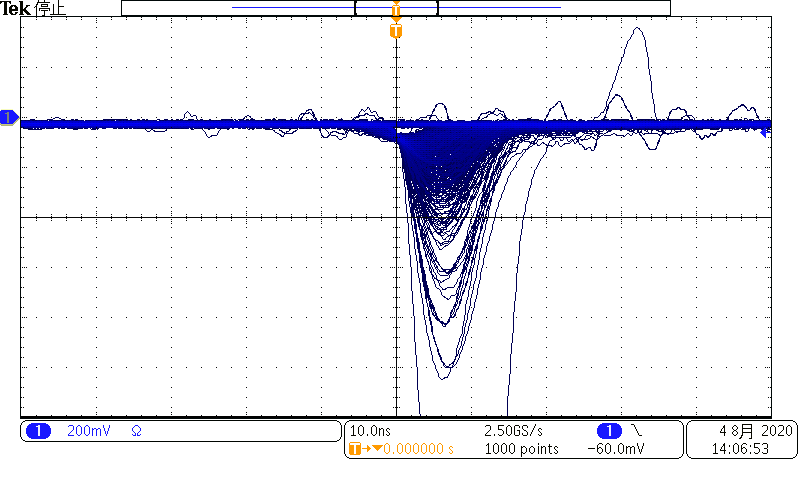 Tek 停止
T
T
1
1 200mV Ω
10.0ns 2.50GS/s 1 -60.0mV
T→▼0.000000 s 1000 points
4 8月 2020
14:06:53